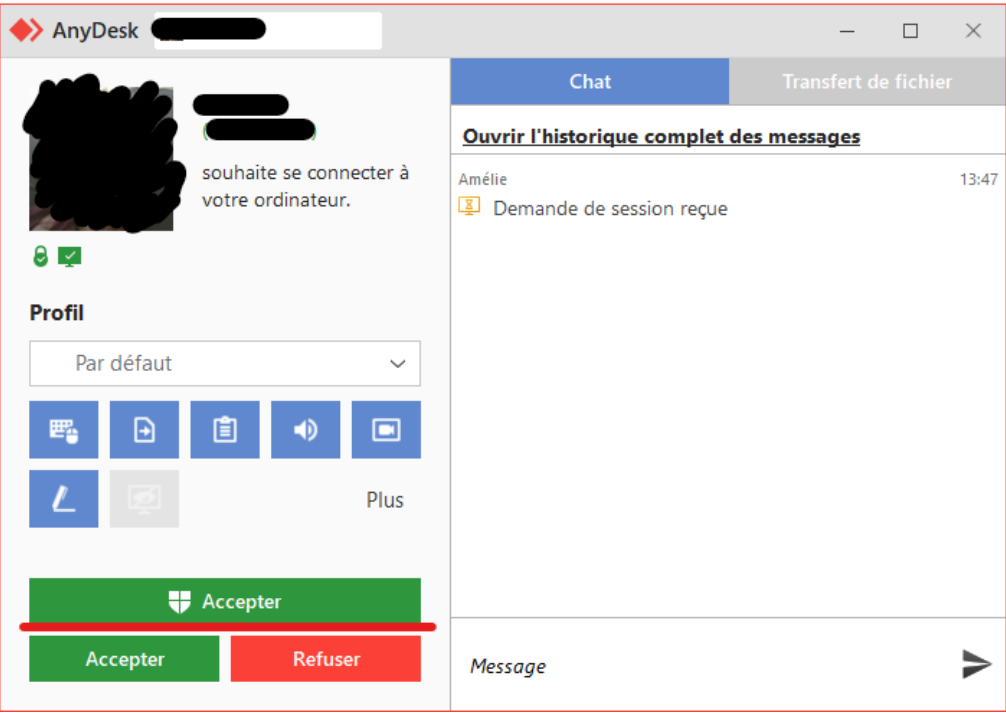 AnyDesk
souhaite se connecter à
votre ordinateur.
Profil
Par défaut
Plus
Accepter
Accepter
Refuser
Chat
Transfert de fichier
Ouvrir l'historique complet des messages
Amélie
13:47
Demande de session reçue
Message